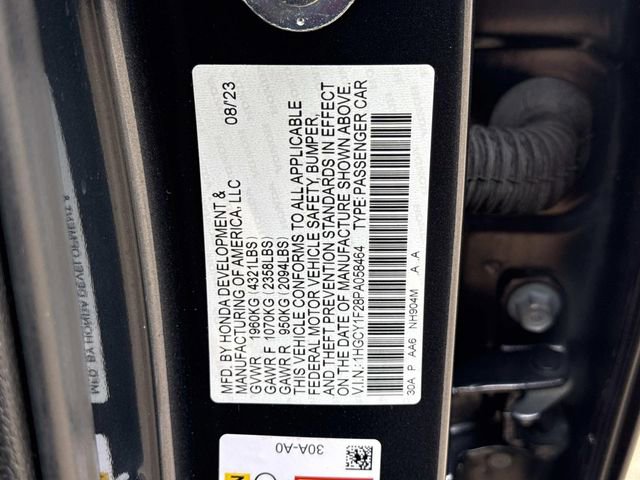 MFD. BY HONDA DEVELOPMENT & 08/'23
MANUFACTURING OF AMERICA, LLC
GVWR 1960KG (4321LBS)
GAWR F 1070KG (2358LBS)
GAWR R 950KG (2094LBS)
THIS VEHICLE CONFORMS TO ALL APPLICABLE
FEDERAL MOTOR VEHICLE SAFETY, BUMPER,
AND THEFT PREVENTION STANDARDS IN EFFECT
ON THE DATE OF MANUFACTURE SHOWN ABOVE.
V.I.N.: 1HGCY1F28PA058464 TYPE:PASSENGER CAR
30A P AA6 NH904M A A
30A-A0